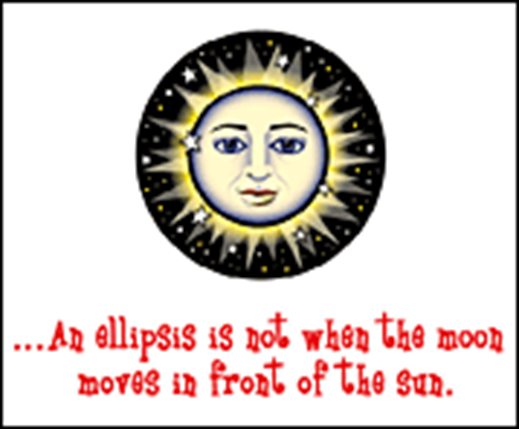 ...An ellipsis is not when the moon
moves in front of the sun.